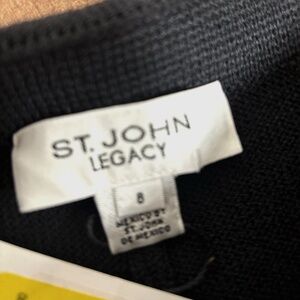 ST. JOHN
LEGACY
8
MEXICO BY
ST. JOHN
DE MEXICO